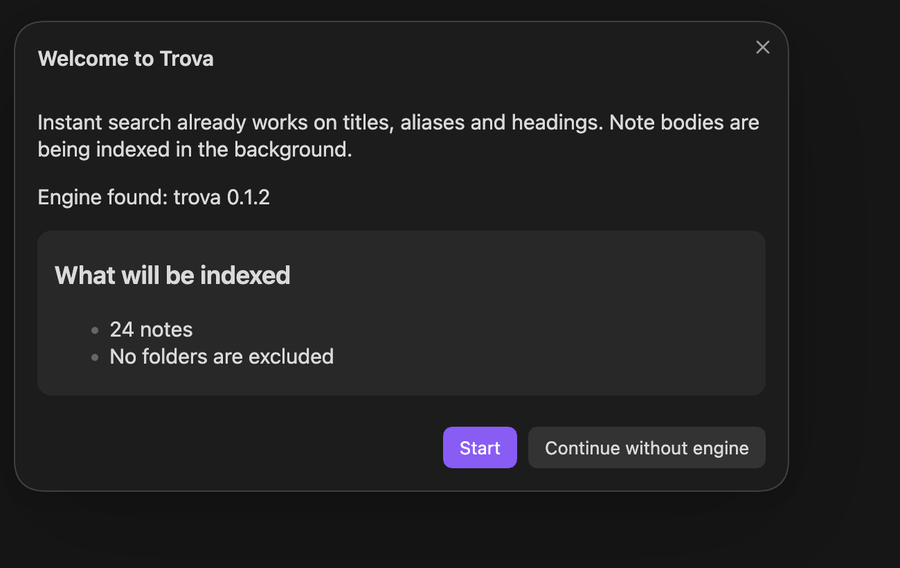 Welcome to Trova
Instant search already works on titles, aliases and headings. Note bodies are
being indexed in the background.
Engine found: trova 0.1.2
What will be indexed
24 notes
No folders are excluded
Start
Continue without engine